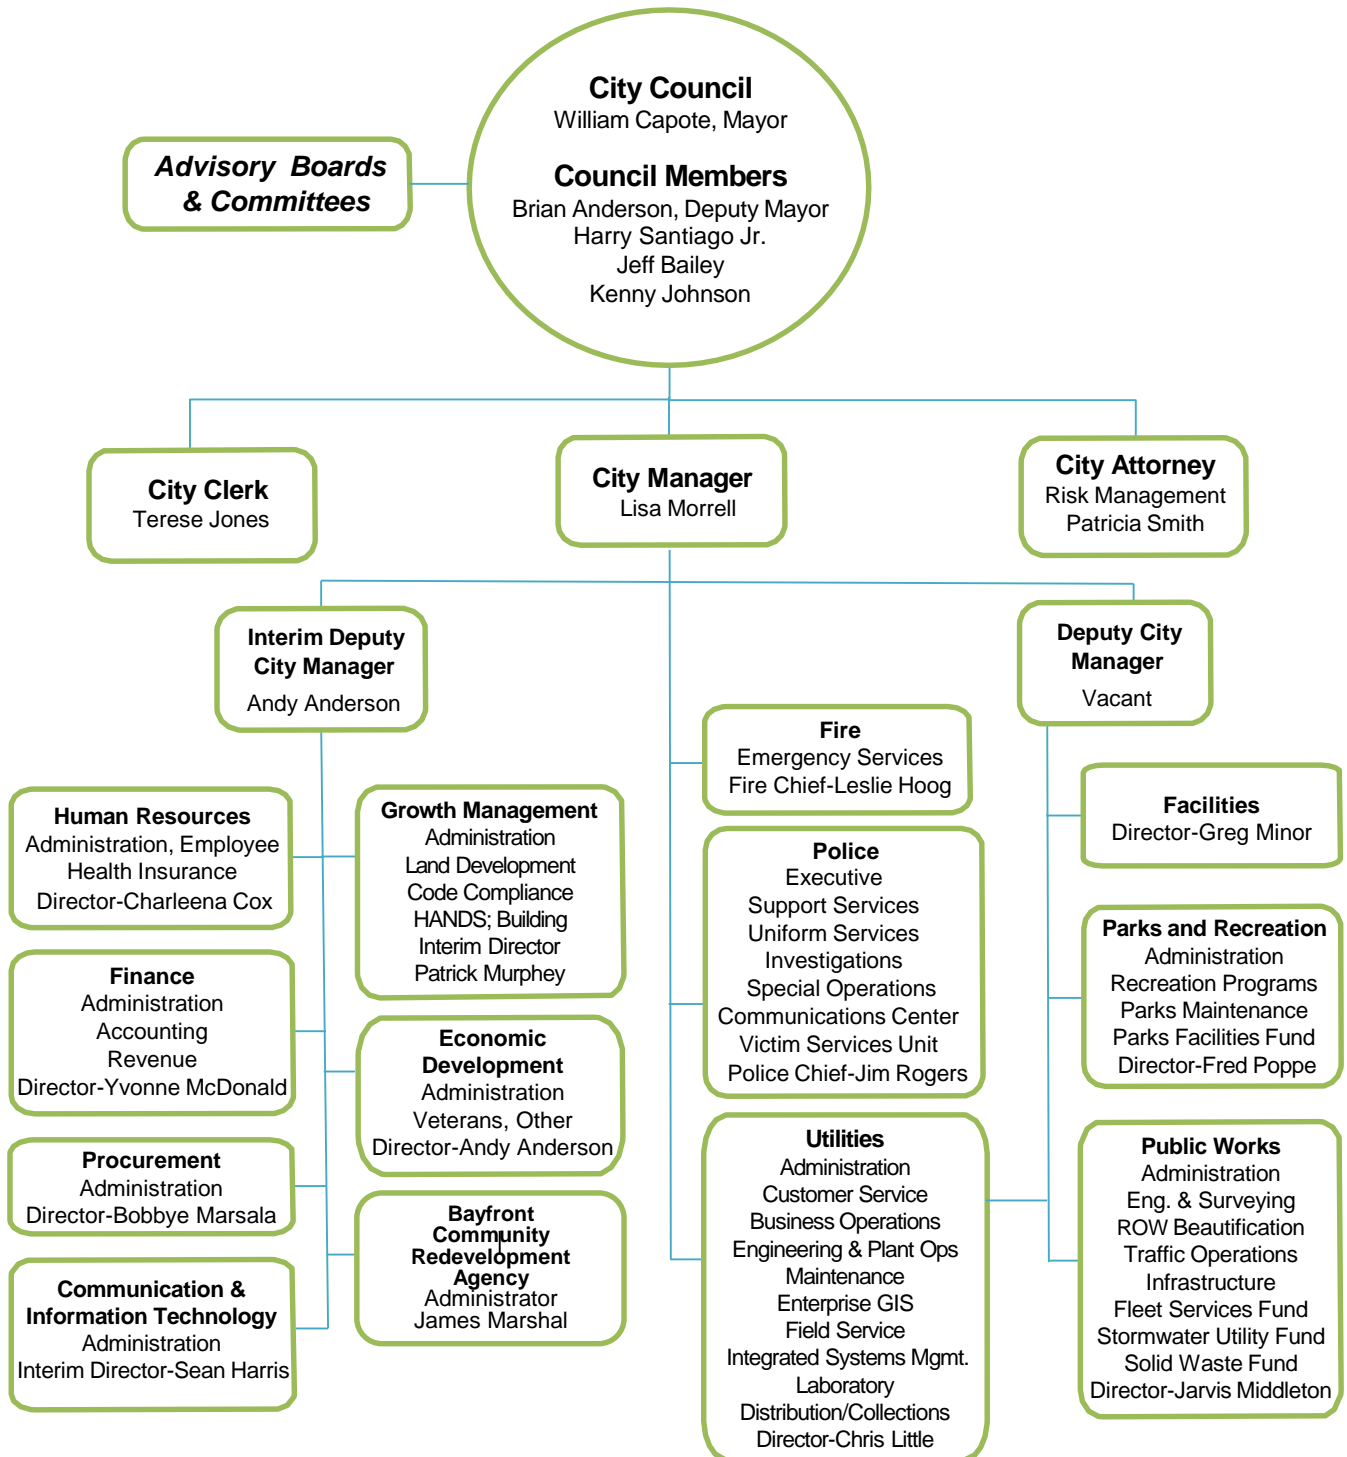 City Council
William Capote, Mayor
Council Members
Brian Anderson, Deputy Mayor
Harry Santiago Jr.
Jeff Bailey
Kenny Johnson
Advisory Boards
& Committees
City Clerk
Terese Jones
City Manager
Lisa Morrell
City Attorney
Risk Management
Patricia Smith
Interim Deputy
City Manager
Andy Anderson
Deputy City
Manager
Vacant
Human Resources
Administration, Employee
Health Insurance
Director-Charleena Cox
Finance
Administration
Accounting
Revenue
Director-Yvonne McDonald
Procurement
Administration
Director-Bobbye Marsala
Communication &
Information Technology
Administration
Interim Director-Sean Harris
Growth Management
Administration
Land Development
Code Compliance
HANDS; Building
Interim Director
Patrick Murphey
Economic
Development
Administration
Veterans, Other
Director-Andy Anderson
Bayfront
Community
Redevelopment
Agency
Administrator
James Marshal
Fire
Emergency Services
Fire Chief-Leslie Hoog
Police
Executive
Support Services
Uniform Services
Investigations
Special Operations
Communications Center
Victim Services Unit
Police Chief-Jim Rogers
Utilities
Administration
Customer Service
Business Operations
Engineering & Plant Ops
Maintenance
Enterprise GIS
Field Service
Integrated Systems Mgmt.
Laboratory
Distribution/Collections
Director-Chris Little
Facilities
Director-Greg Minor
Parks and Recreation
Administration
Recreation Programs
Parks Maintenance
Parks Facilities Fund
Director-Fred Poppe
Public Works
Administration
Eng. & Surveying
ROW Beautification
Traffic Operations
Infrastructure
Fleet Services Fund
Stormwater Utility Fund
Solid Waste Fund
Director-Jarvis Middleton